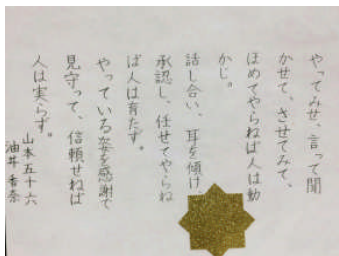 やってみせ、言って聞
かせて、させてみて、
ほめてやらねば人は動
かじ。
話し合い、耳を傾け、
承認し、任せてやらね
ば人は育たず。
やっている姿を感謝で
見守って、信頼せねば
人は実らず。
山本五十六
油井香奈